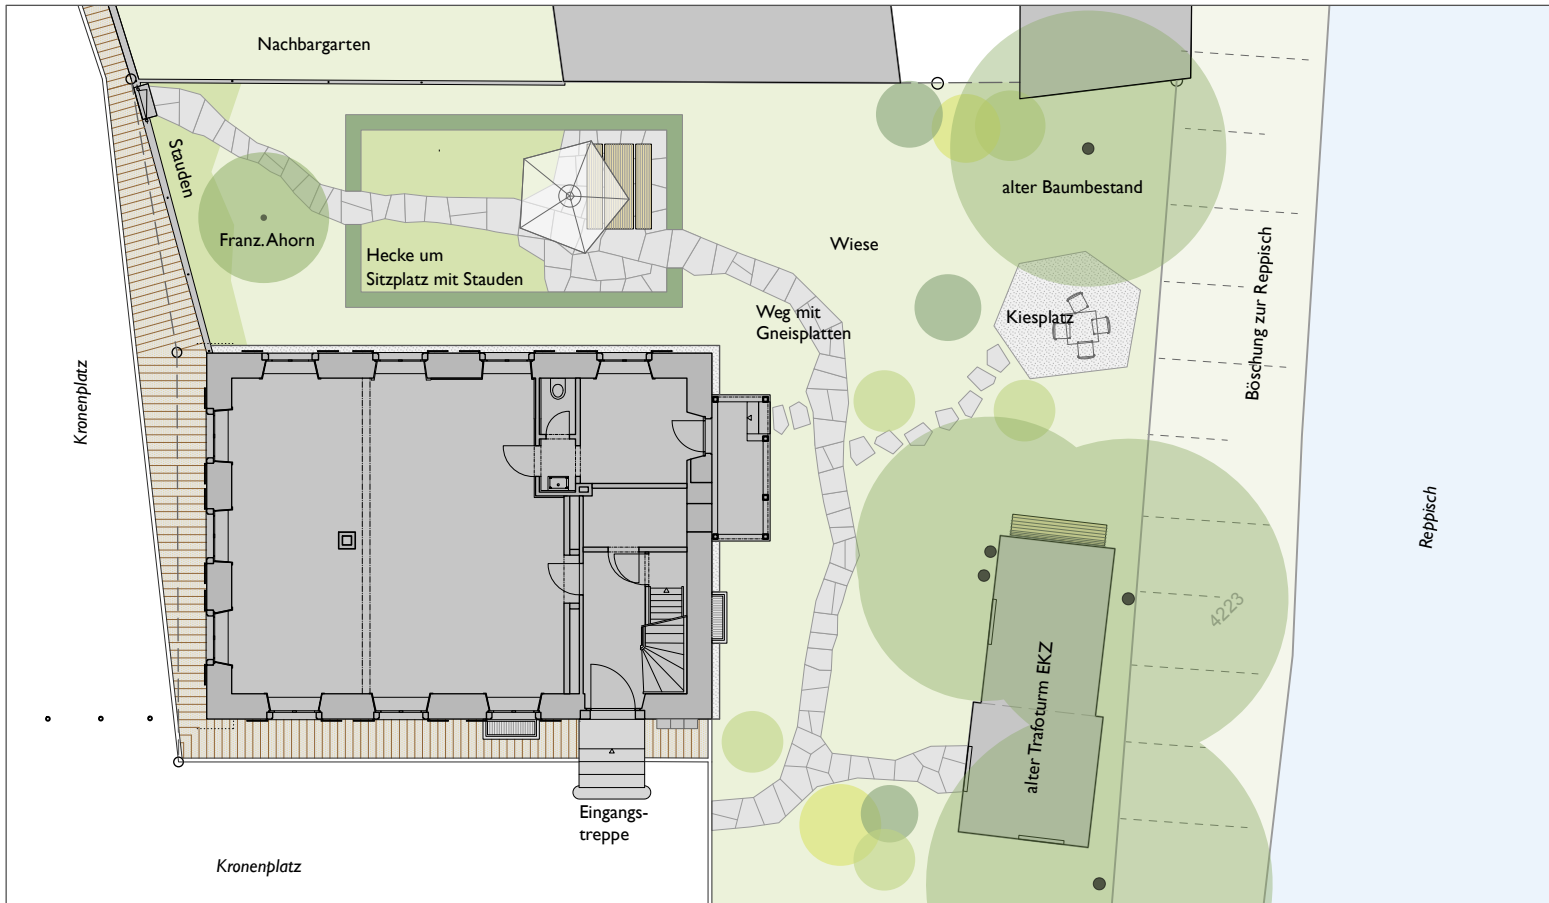 Nachbargarten
Stauden
Franz. Ahorn
Hecke um
Sitzplatz mit Stauden
alter Baumbestand
Wiese
Weg mit
Gneisplatten
Kiesplatz
Böschung zur Reppisch
Kronenplatz
Reppisch
4223
alter Trafoturm EKZ
Eingangs-
treppe
Kronenplatz